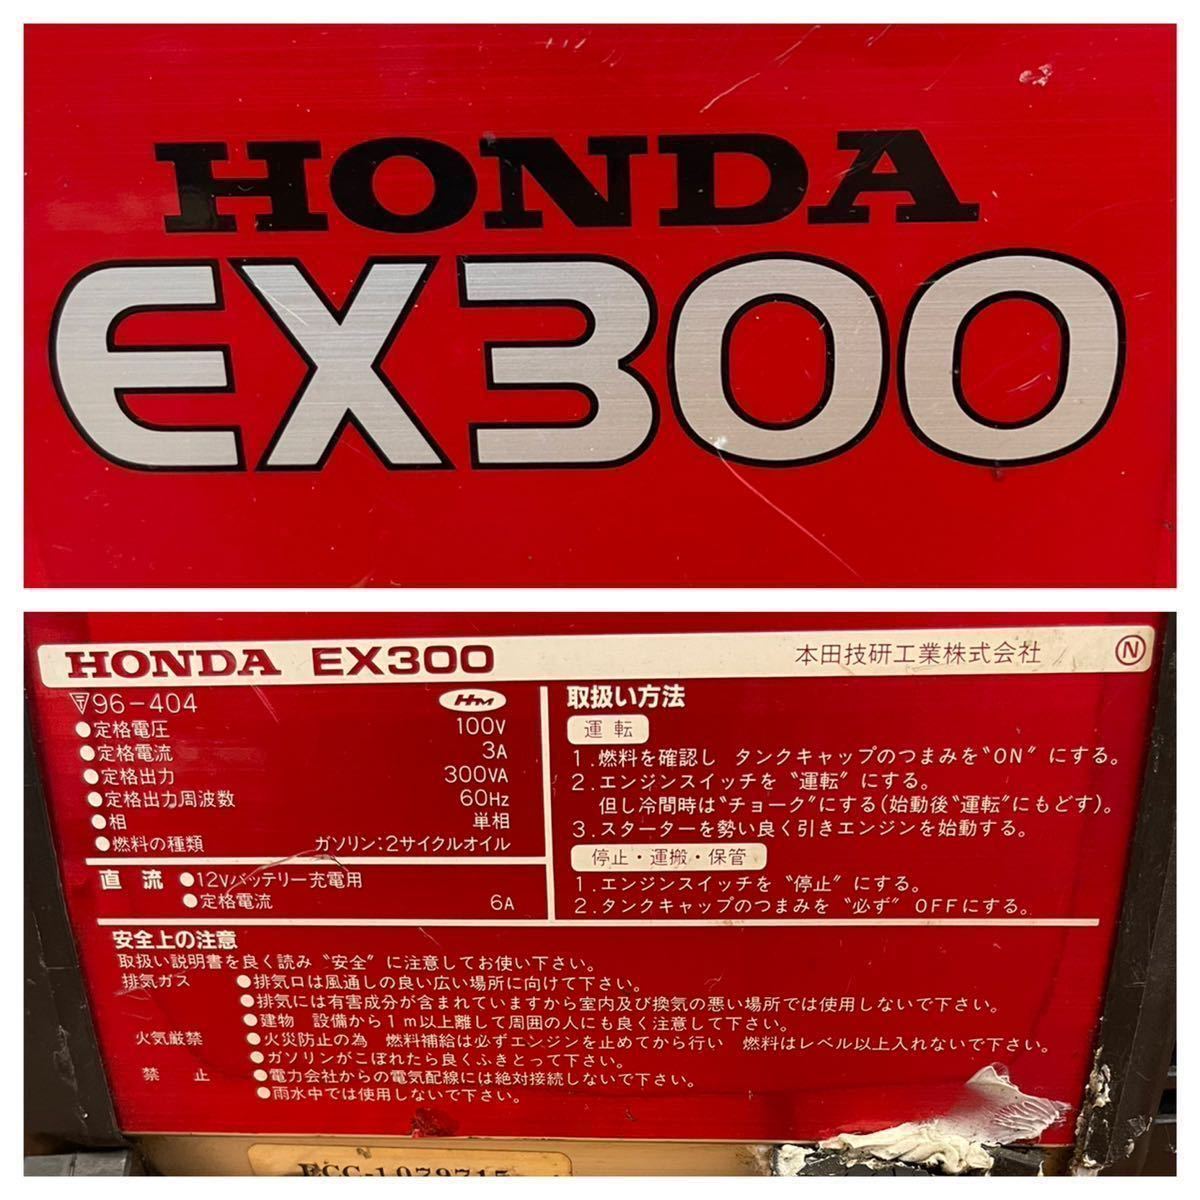 HONDA
EX300
HONDA EX300 本田技研工業株式会社 N
96-404 HM
●定格電圧 100V
●定格電流 3A
●定格出力 300VA
●定格出力周波数 60Hz
●相 単相
●燃料の種類 ガソリン:2サイクルオイル
直流 ●12Vバッテリー充電用
●定格電流 6A
取扱い方法
運転
1.燃料を確認し タンクキャップのつまみを〝ON〟にする。
2.エンジンスイッチを〝運転〟にする。
但し冷間時は〝チョーク〟にする(始動後〝運転〟にもどす)。
3.スターターを勢い良く引きエンジンを始動する。
停止・運搬・保管
1.エンジンスイッチを〝停止〟にする。
2.タンクキャップのつまみを〝必ず〟OFFにする。
安全上の注意
取扱い説明書を良く読み〝安全〟に注意してお使い下さい。
排気ガス ●排気口は風通しの良い広い場所に向けて下さい。
●排気には有害成分が含まれていますから室内及び換気の悪い場所では使用しないで下さい。
●建物 設備から1m以上離して周囲の人にも良く注意して下さい。
火気厳禁 ●火災防止の為 燃料補給は必ずエンジンを止めてから行い 燃料はレベル以上入れないで下さい。
●ガソリンがこぼれたら良くふきとって下さい。
禁止 ●電力会社からの電気配線には絶対接続しないで下さい。
●雨水中では使用しないで下さい。
ECC-1079715